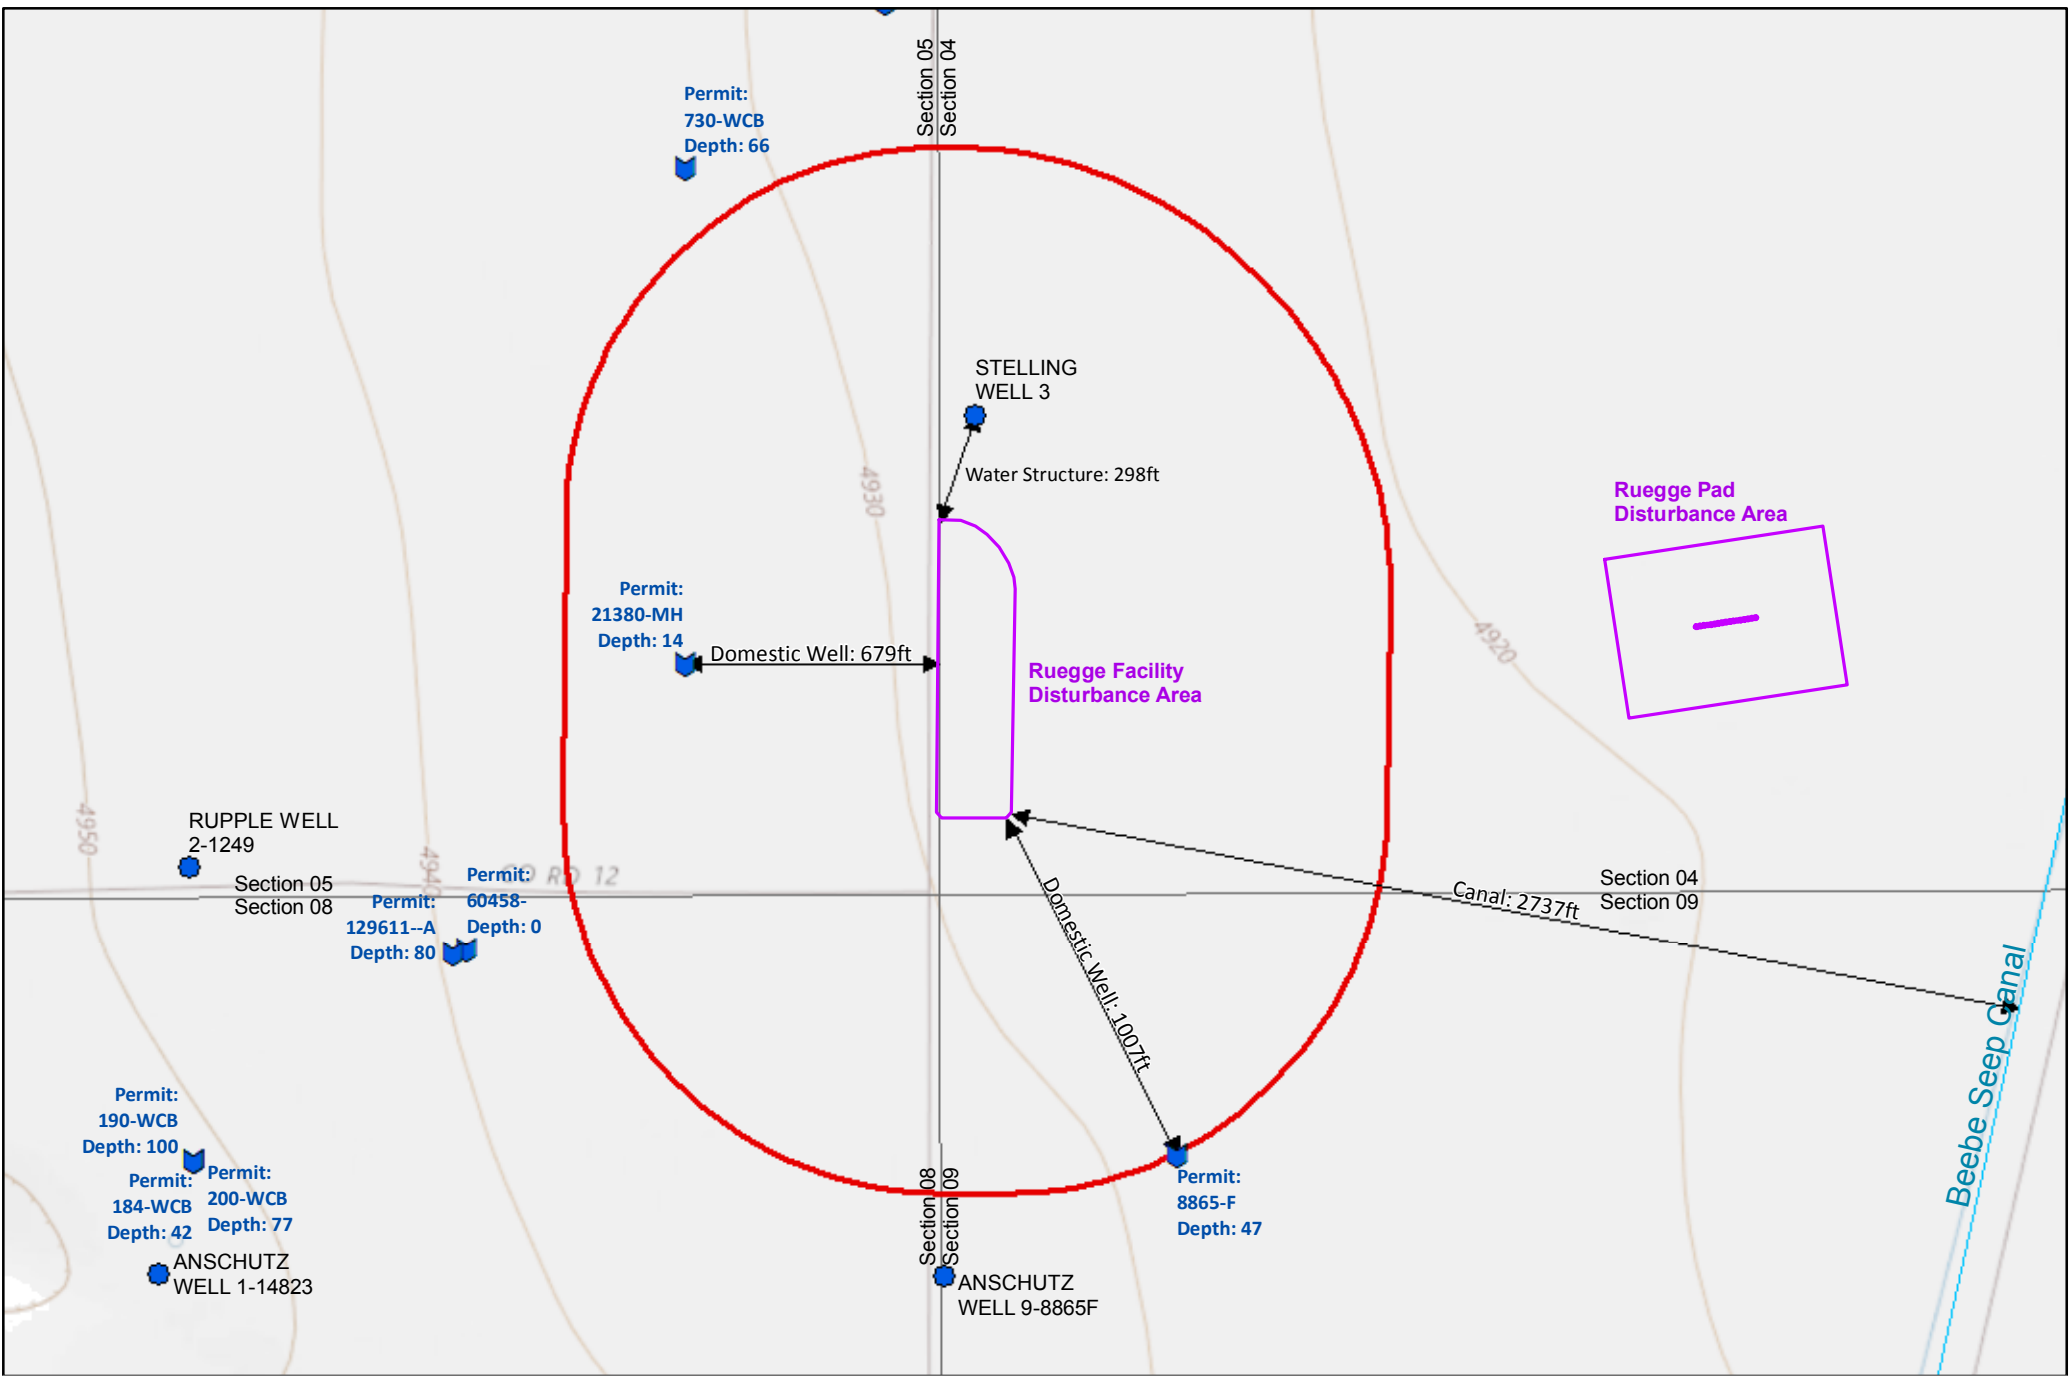 Section 05
Section 04
Permit:
730-WCB
Depth: 66
STELLING
WELL 3
Water Structure: 298ft
4930
Ruegge Pad
Disturbance Area
Permit:
21380-MH
Depth: 14
Domestic Well: 679ft
Ruegge Facility
Disturbance Area
4920
4950
RUPPLE WELL
2-1249
4940
CO RD 12
Section 05
Section 08
Permit:
60458-
Depth: 0
Permit:
129611--A
Depth: 80
Section 04
Section 09
Canal: 2737ft
Domestic Well: 1007ft
Beebe Seep Canal
Permit:
190-WCB
Depth: 100
Permit:
184-WCB
Depth: 42
Permit:
200-WCB
Depth: 77
Section 08
Section 09
Permit:
8865-F
Depth: 47
ANSCHUTZ
WELL 1-14823
ANSCHUTZ
WELL 9-8865F